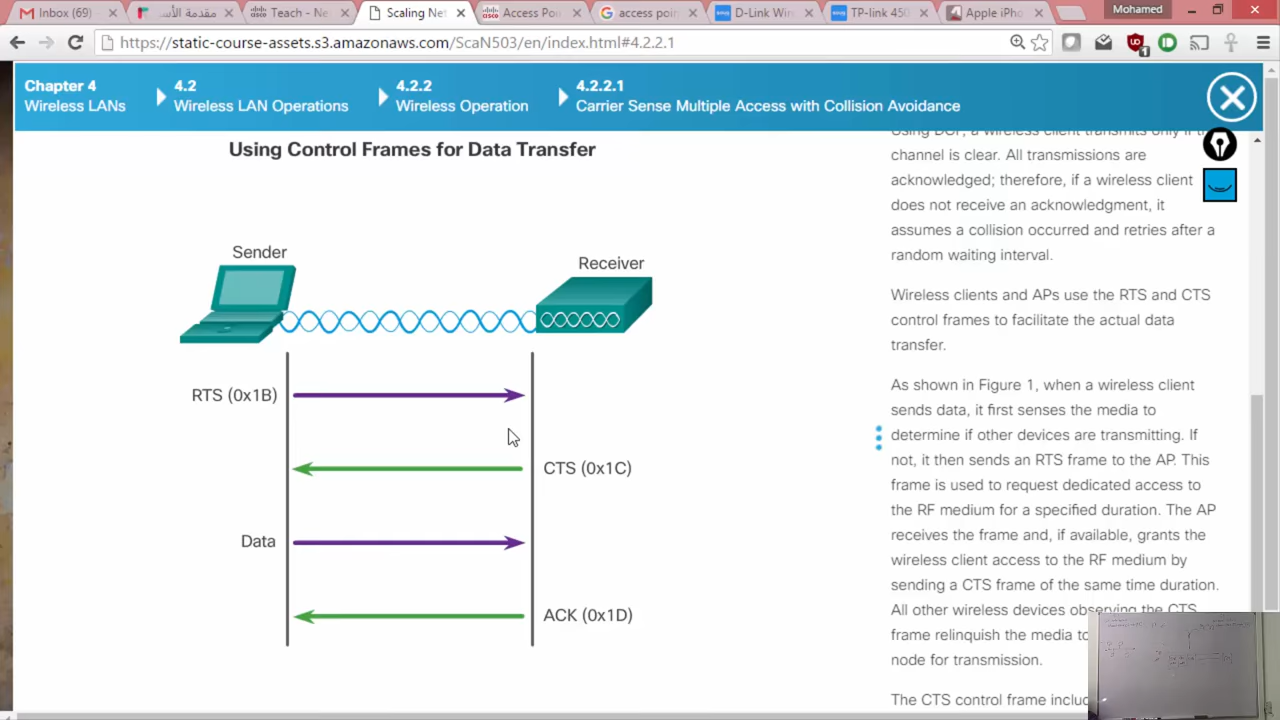 Inbox (69)
مقدمة الأس
Teach - Ne
Scaling Net
Access Poi
access poin
D-Link Wire
TP-link 450
Apple iPho
Mohamed
https://static-course-assets.s3.amazonaws.com/ScaN503/en/index.html#4.2.2.1
Chapter 4
Wireless LANs
4.2
Wireless LAN Operations
4.2.2
Wireless Operation
4.2.2.1
Carrier Sense Multiple Access with Collision Avoidance
Using Control Frames for Data Transfer
Sender
Receiver
RTS (0x1B)
CTS (0x1C)
Data
ACK (0x1D)
Using DCF, a wireless client transmits only if th
channel is clear. All transmissions are
acknowledged; therefore, if a wireless client
does not receive an acknowledgment, it
assumes a collision occurred and retries after a
random waiting interval.
Wireless clients and APs use the RTS and CTS
control frames to facilitate the actual data
transfer.
As shown in Figure 1, when a wireless client
sends data, it first senses the media to
determine if other devices are transmitting. If
not, it then sends an RTS frame to the AP. This
frame is used to request dedicated access to
the RF medium for a specified duration. The AP
receives the frame and, if available, grants the
wireless client access to the RF medium by
sending a CTS frame of the same time duration.
All other wireless devices observing the CTS
frame relinquish the media to
node for transmission.
The CTS control frame inclu